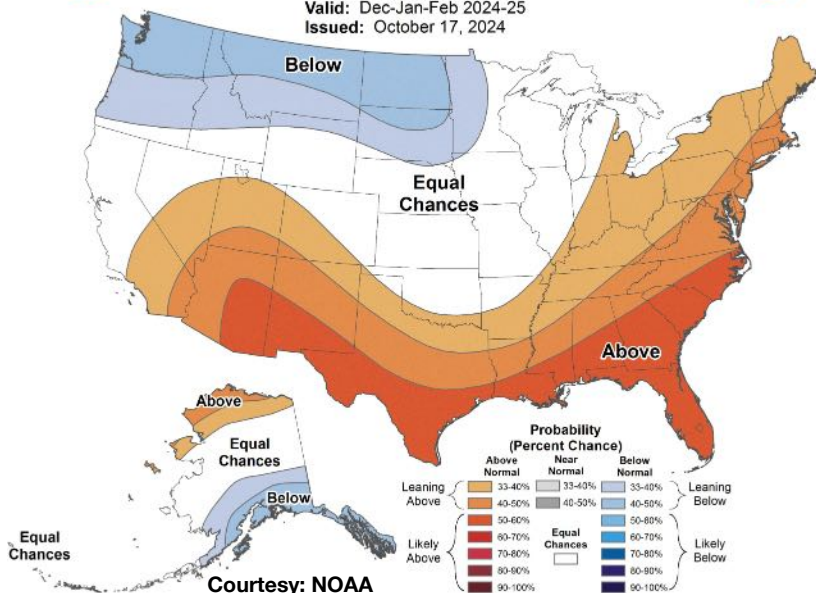 Valid: Dec-Jan-Feb 2024-25
Issued: October 17, 2024
Below
Equal
Chances
Above
Above
Equal
Chances
Below
Equal
Chances
Probability
(Percent Chance)
Above
Normal
Near
Normal
Below
Normal
Leaning
Above
33-40%
40-50%
33-40%
40-50%
33-40%
40-50%
Leaning
Below
Likely
Above
50-60%
60-70%
70-80%
80-90%
90-100%
Equal
Chances
50-60%
60-70%
70-80%
80-90%
90-100%
Likely
Below
Courtesy: NOAA